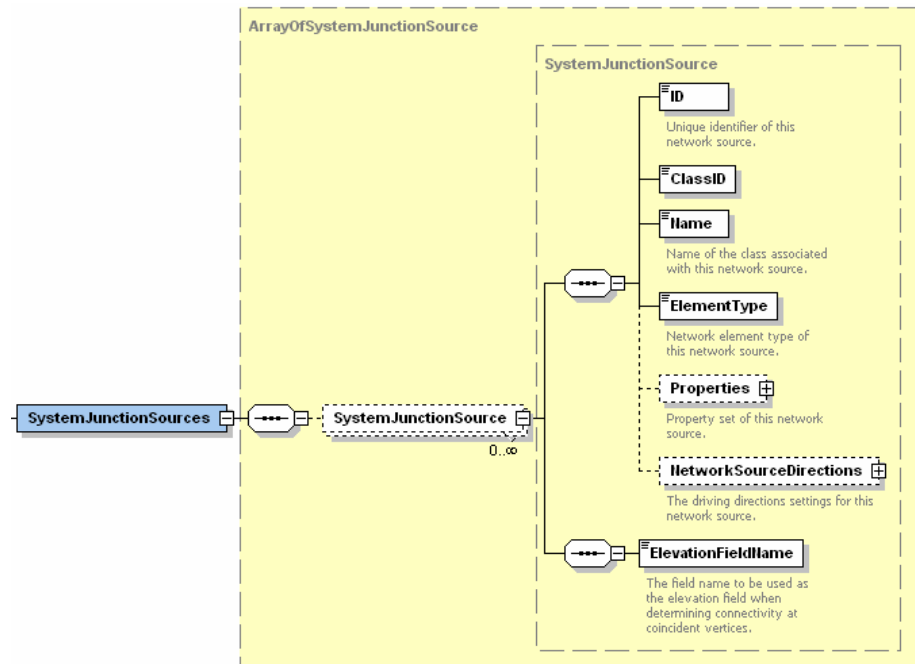 ArrayOfSystemJunctionSource
SystemJunctionSource
ID
Unique identifier of this
network source.
ClassID
Name
Name of the class associated
with this network source.
ElementType
Network element type of
this network source.
Properties
Property set of this network
source.
NetworkSourceDirections
The driving directions settings for this
network source.
SystemJunctionSources
SystemJunctionSource
0..∞
ElevationFieldName
The field name to be used as
the elevation field when
determining connectivity at
coincident vertices.